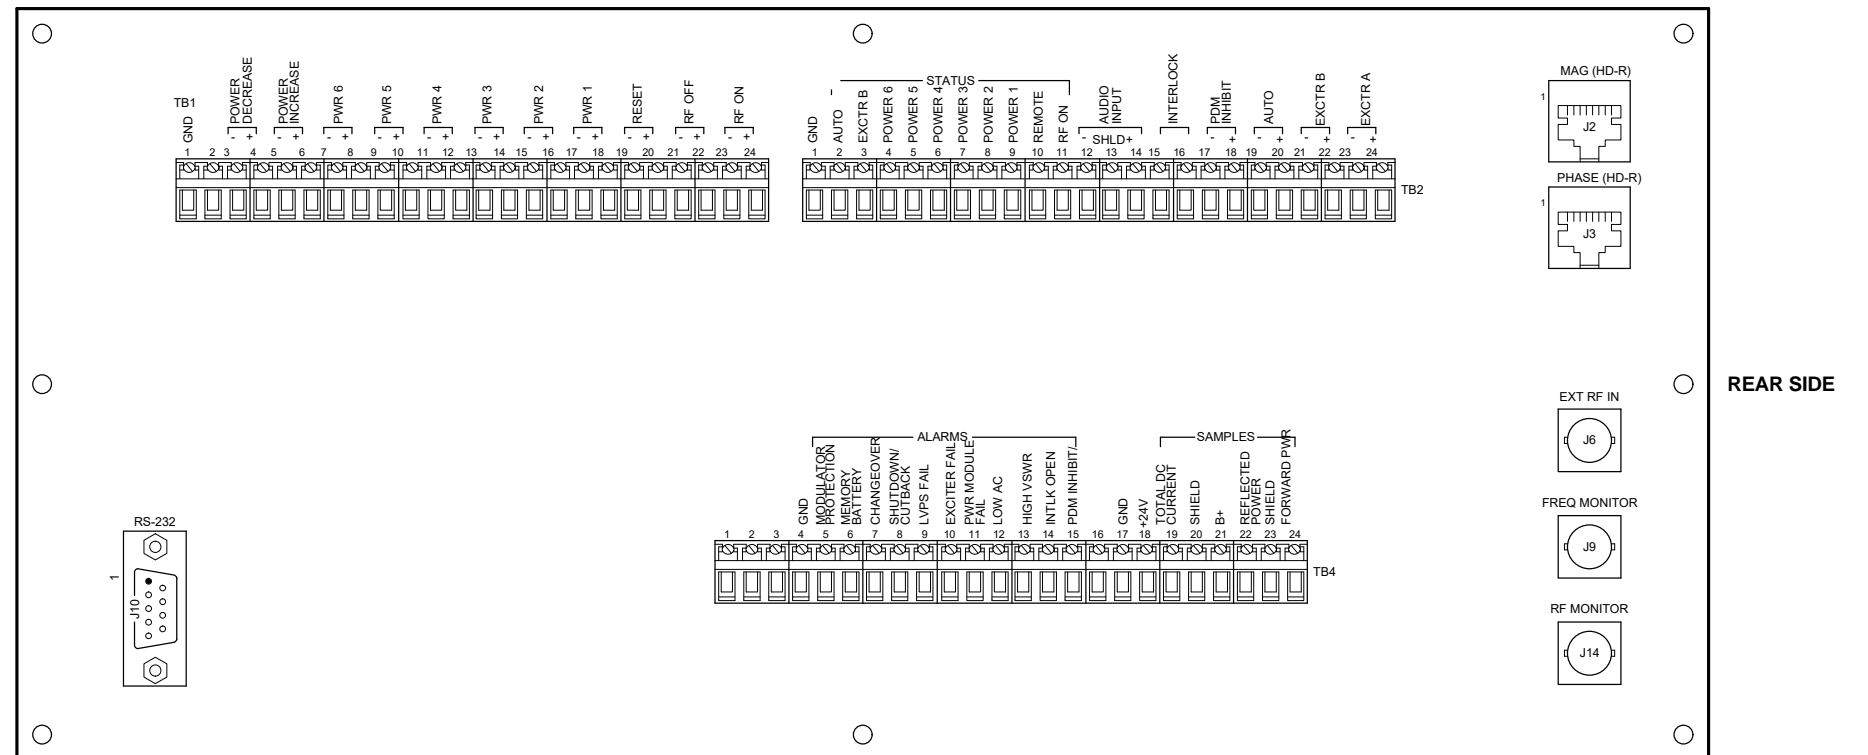 TB1
GND
POWER
DECREASE
- +
POWER
INCREASE
- +
PWR 6
- +
PWR 5
- +
PWR 4
- +
PWR 3
- +
PWR 2
- +
PWR 1
- +
RESET
- +
RF OFF
- +
RF ON
- +
1 2 3 4 5 6 7 8 9 10 11 12 13 14 15 16 17 18 19 20 21 22 23 24
STATUS
GND
AUTO -
EXCTR B
POWER 6
POWER 5
POWER 4
POWER 3
POWER 2
POWER 1
REMOTE
RF ON
AUDIO
INPUT
- SHLD+
INTERLOCK
PDM
INHIBIT
- +
AUTO
- +
EXCTR B
- +
EXCTR A
- +
1 2 3 4 5 6 7 8 9 10 11 12 13 14 15 16 17 18 19 20 21 22 23 24
TB2
MAG (HD-R)
1
J2
PHASE (HD-R)
1
J3
REAR SIDE
EXT RF IN
J6
FREQ MONITOR
J9
RF MONITOR
J14
ALARMS
SAMPLES
GND
MODULATOR
PROTECTION
MEMORY
BATTERY
CHANGEOVER
SHUTDOWN/
CUTBACK
LVPS FAIL
EXCITER FAIL
PWR MODULE
FAIL
LOW AC
HIGH VSWR
INTLK OPEN
PDM INHIBIT/
GND
+24V
TOTAL DC
CURRENT
SHIELD
B+
REFLECTED
POWER
SHIELD
FORWARD PWR
1 2 3 4 5 6 7 8 9 10 11 12 13 14 15 16 17 18 19 20 21 22 23 24
TB4
RS-232
1
J10